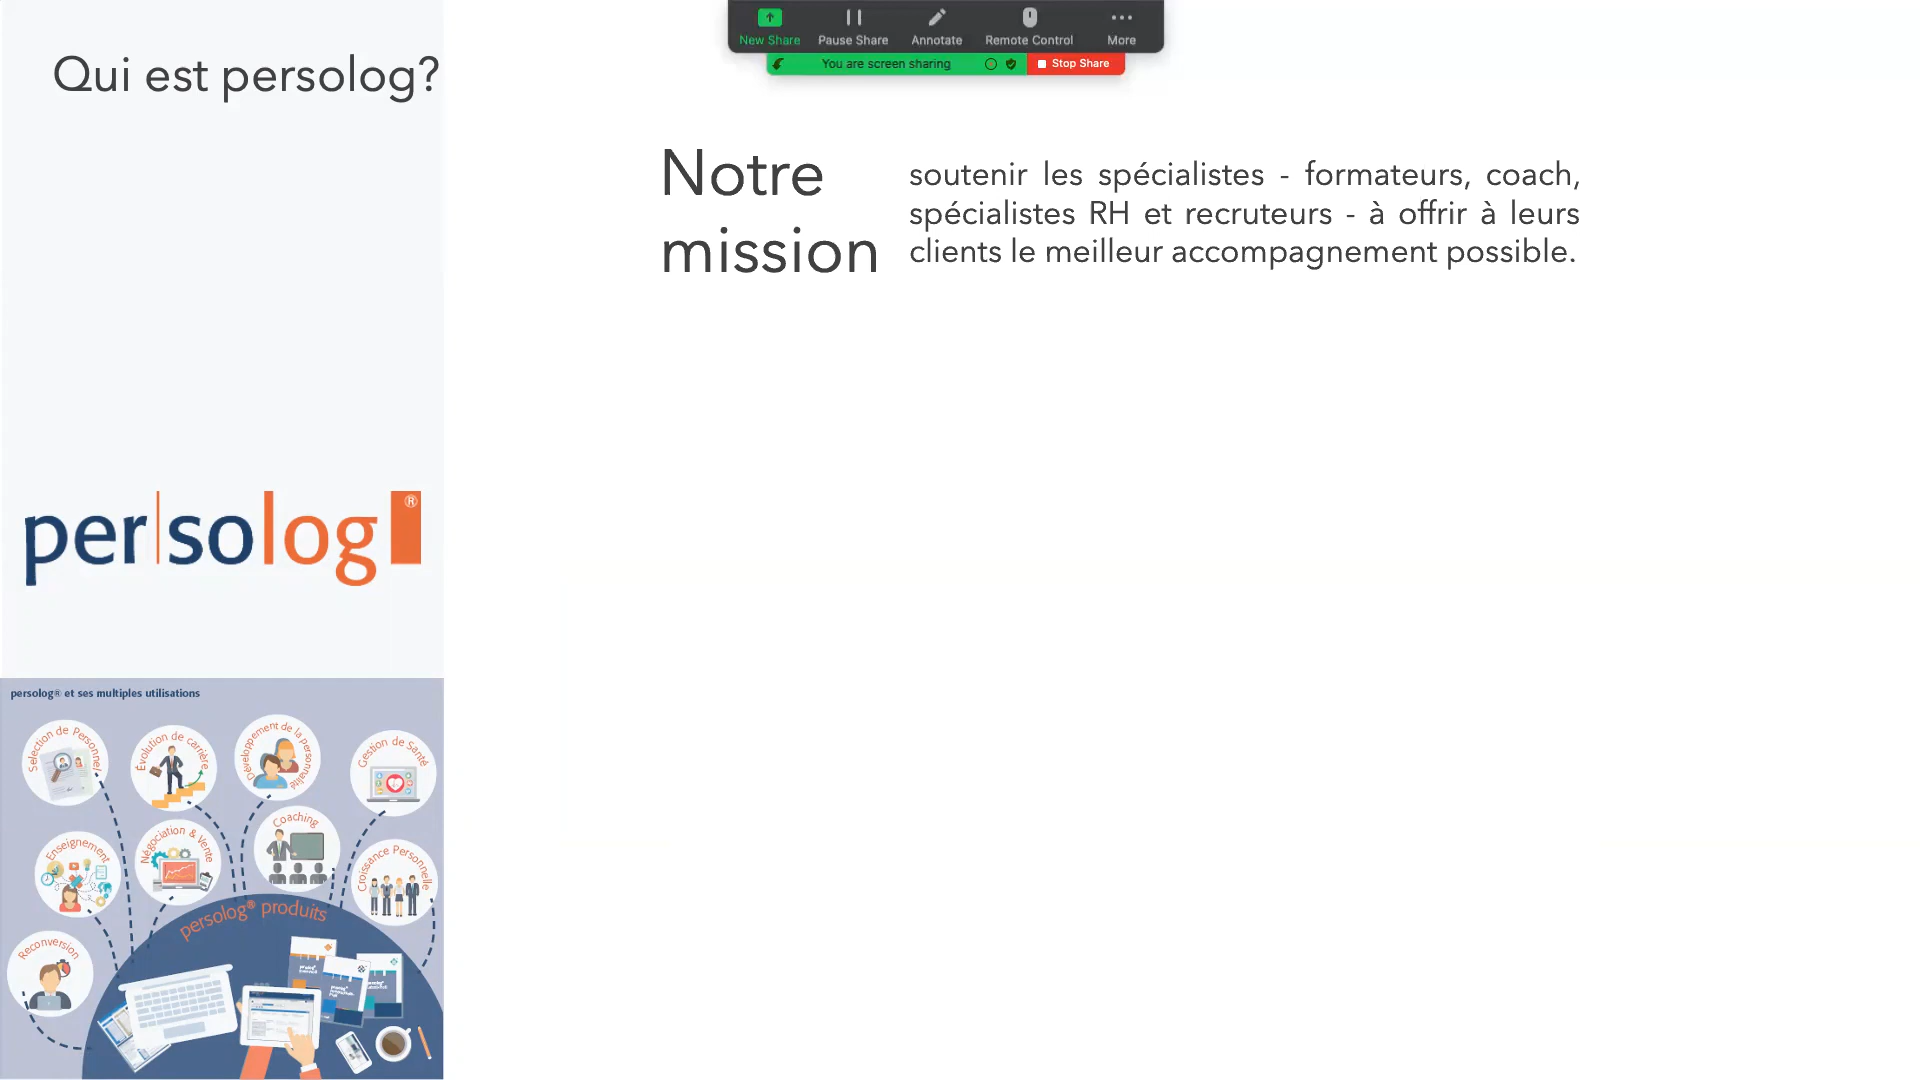 New Share
Pause Share
Annotate
Remote Control
More
You are screen sharing
Stop Share
Qui est persolog?
Notre
mission
soutenir les spécialistes - formateurs, coach,
spécialistes RH et recruteurs - à offrir à leurs
clients le meilleur accompagnement possible.
persolog®
persolog® et ses multiples utilisations
Selection de Personnel
Évolution de carrière
Développement de la personnalité
Gestion de Santé
Enseignement
Négociation & Vente
Coaching
Croissance Personnelle
Reconversion
persolog® produits